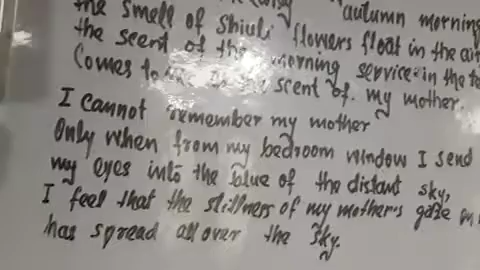 the smell of Shiuli flowers float in the air
the scent of the morning service in the
Comes to the scent of my mother.
I cannot remember my mother
Only when from my bedroom window I send
my eyes into the blue of the distant sky,
I feel that the stillness of my mother's gaze
has spread all over the sky.